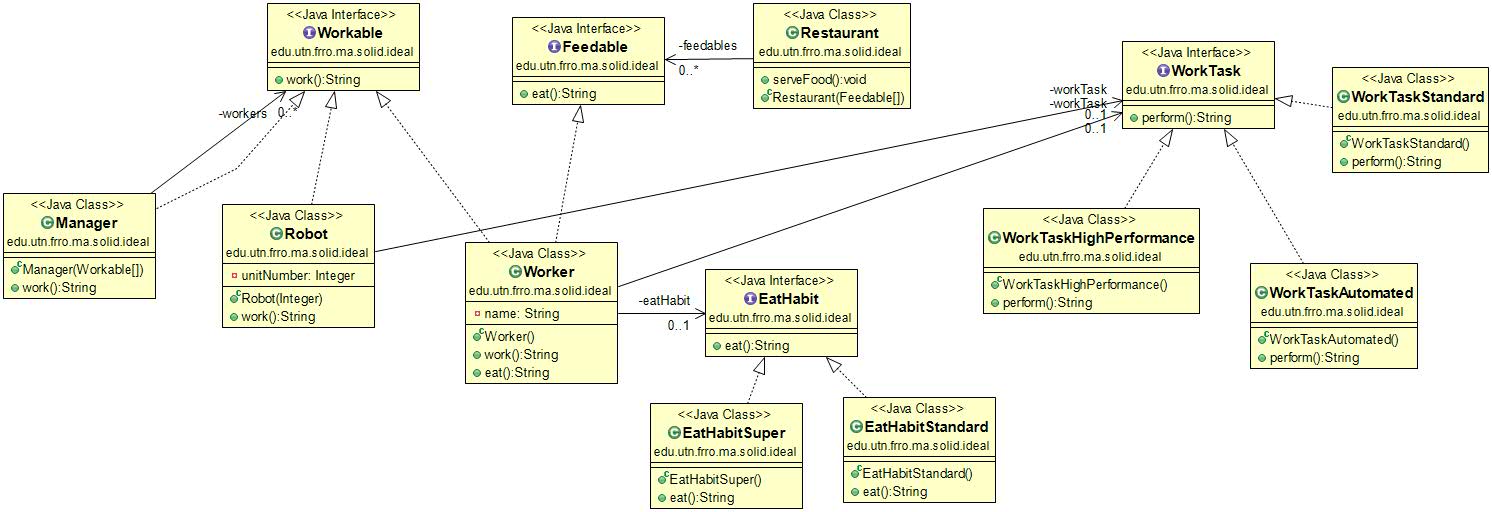 <<Java Interface>>
Workable
edu.utn.frro.ma.solid.ideal
work():String
-workers
0..*
<<Java Interface>>
Feedable
edu.utn.frro.ma.solid.ideal
eat():String
-feedables
0..*
<<Java Class>>
Restaurant
edu.utn.frro.ma.solid.ideal
serveFood():void
Restaurant(Feedable[])
<<Java Interface>>
WorkTask
edu.utn.frro.ma.solid.ideal
perform():String
-workTask
-workTask
0..1
0..1
<<Java Class>>
WorkTaskStandard
edu.utn.frro.ma.solid.ideal
WorkTaskStandard()
perform():String
<<Java Class>>
Manager
edu.utn.frro.ma.solid.ideal
Manager(Workable[])
work():String
<<Java Class>>
Robot
edu.utn.frro.ma.solid.ideal
unitNumber: Integer
Robot(Integer)
work():String
<<Java Class>>
Worker
edu.utn.frro.ma.solid.ideal
name: String
Worker()
work():String
eat():String
-eatHabit
0..1
<<Java Interface>>
EatHabit
edu.utn.frro.ma.solid.ideal
eat():String
<<Java Class>>
WorkTaskHighPerformance
edu.utn.frro.ma.solid.ideal
WorkTaskHighPerformance()
perform():String
<<Java Class>>
WorkTaskAutomated
edu.utn.frro.ma.solid.ideal
WorkTaskAutomated()
perform():String
<<Java Class>>
EatHabitSuper
edu.utn.frro.ma.solid.ideal
EatHabitSuper()
eat():String
<<Java Class>>
EatHabitStandard
edu.utn.frro.ma.solid.ideal
EatHabitStandard()
eat():String